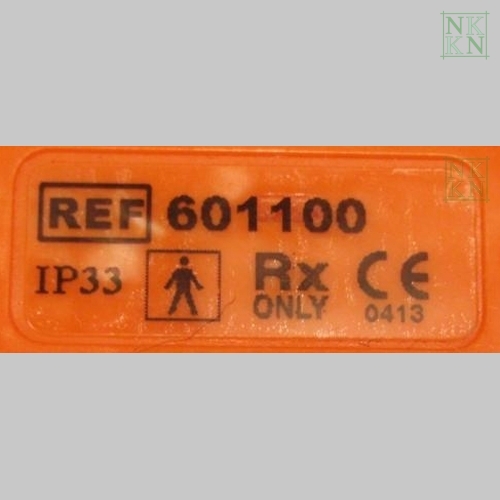 NK
KN
REF 601100
IP33
Rx
ONLY
CE
0413